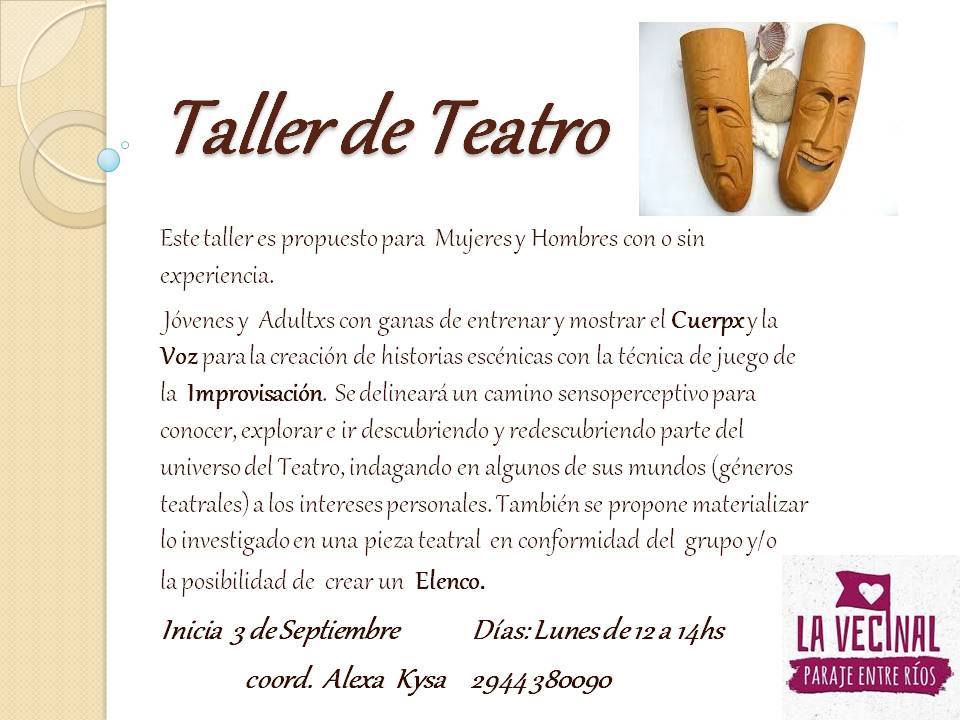 Taller de Teatro
Este taller es propuesto para Mujeres y Hombres con o sin
experiencia.
Jóvenes y Adultxs con ganas de entrenar y mostrar el Cuerpx y la
Voz para la creación de historias escénicas con la técnica de juego de
la Improvisación. Se delineará un camino sensoperceptivo para
conocer, explorar e ir descubriendo y redescubriendo parte del
universo del Teatro, indagando en algunos de sus mundos (géneros
teatrales) a los intereses personales. También se propone materializar
lo investigado en una pieza teatral en conformidad del grupo y/o
la posibilidad de crear un Elenco.
Inicia 3 de Septiembre Días: Lunes de 12 a 14hs
coord. Alexa Kysa 2944380090
LA VECINAL
PARAJE ENTRE RÍOS